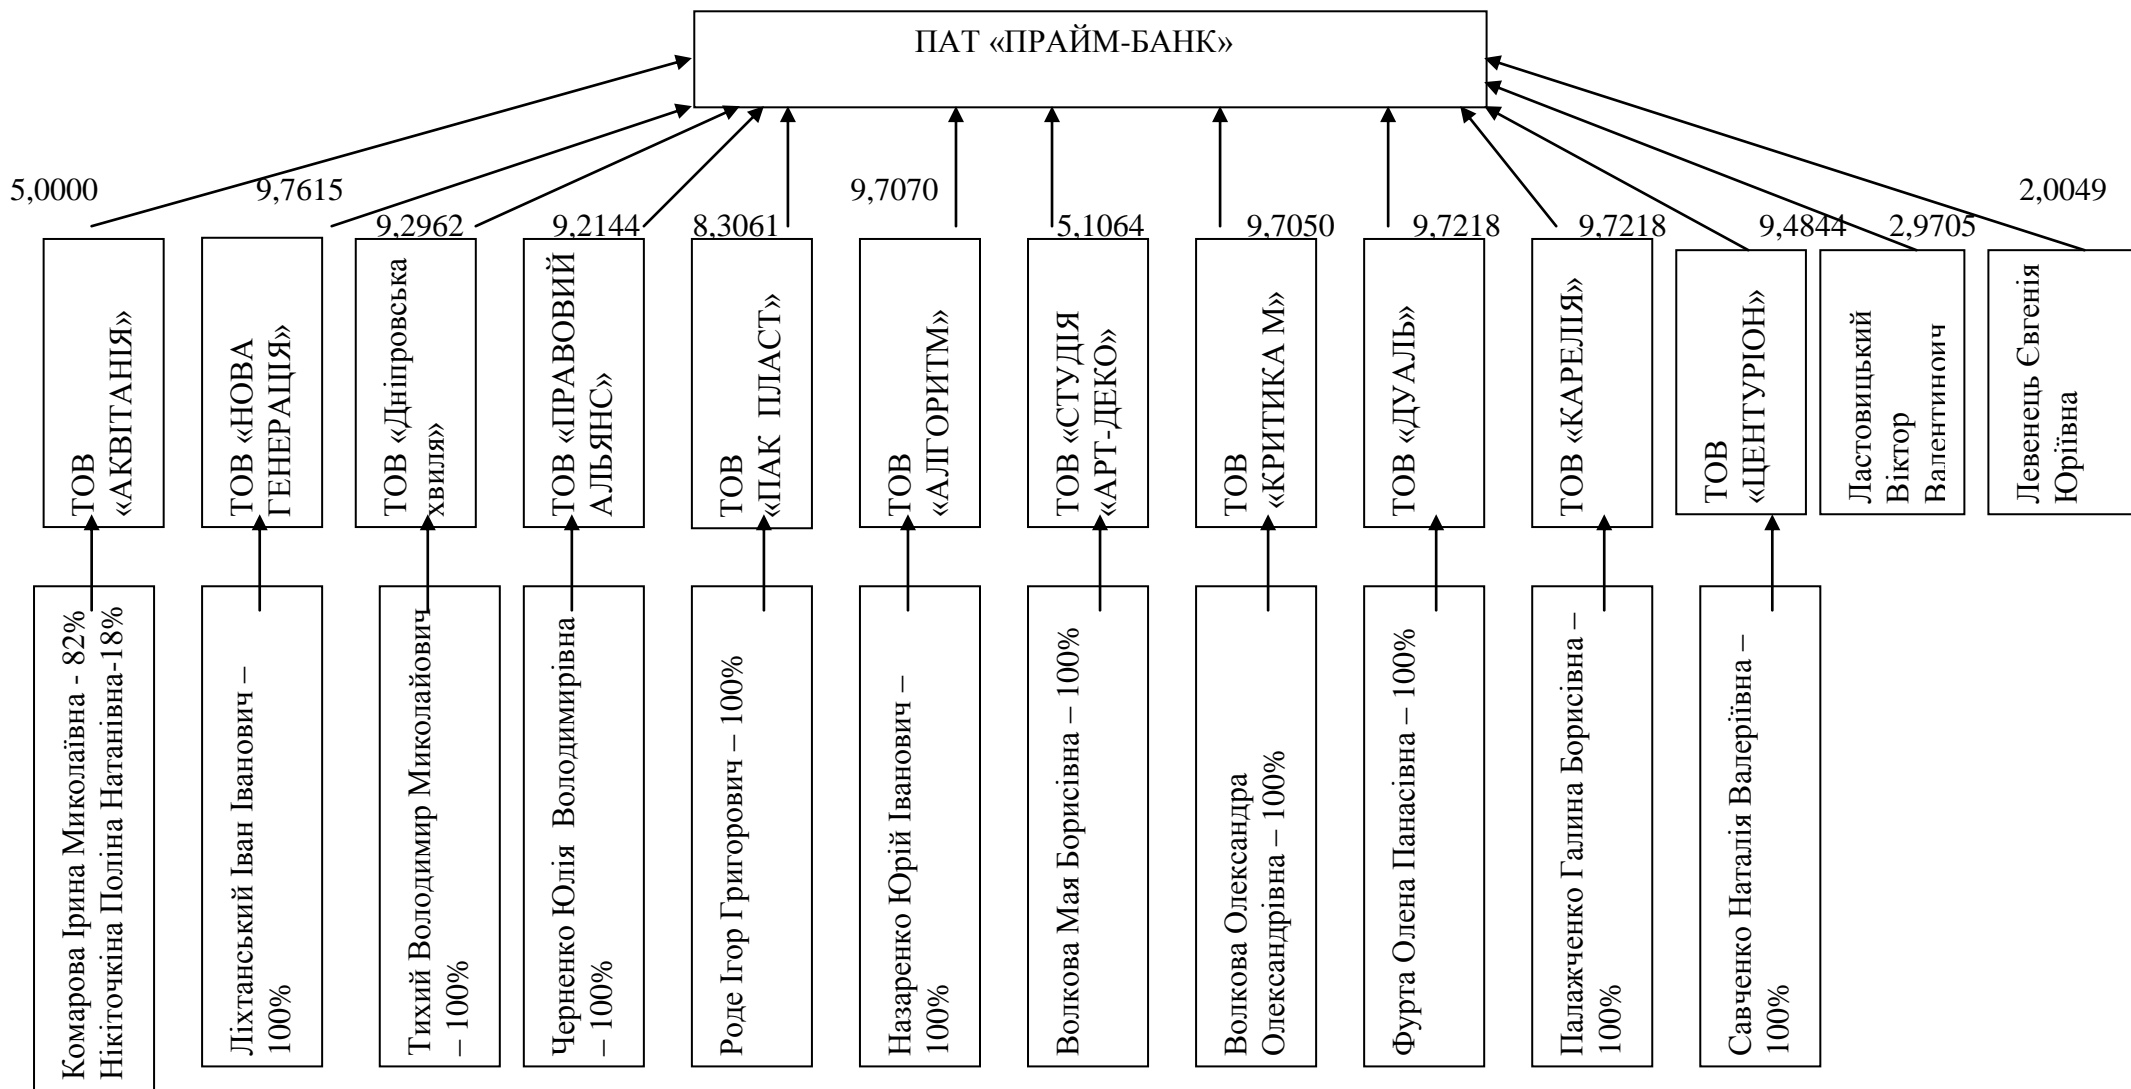 ПАТ «ПРАЙМ-БАНК»
5,0000
9,7615
9,2962
9,2144
8,3061
9,7070
5,1064
9,7050
9,7218
9,7218
9,4844
2,9705
2,0049
ТОВ
«АКВІТАНІЯ»
ТОВ «НОВА
ГЕНЕРАЦІЯ»
ТОВ «Дніпровська
хвиля»
ТОВ «ПРАВОВИЙ
АЛЬЯНС»
ТОВ
«ПАК ПЛАСТ»
ТОВ
«АЛГОРИТМ»
ТОВ «СТУДІЯ
«АРТ-ДЕКО»
ТОВ
«КРИТИКА М»
ТОВ «ДУАЛЬ»
ТОВ «КАРЕЛІЯ»
ТОВ
«ЦЕНТУРІОН»
Ластовицький
Віктор
Валентинович
Левенець Євгенія
Юріївна
Комарова Ірина Миколаївна - 82%
Нікіточкіна Поліна Натанівна-18%
Ліхтанський Іван Іванович –
100%
Тихий Володимир Миколайович
– 100%
Черненко Юлія Володимирівна
– 100%
Роде Ігор Григорович – 100%
Назаренко Юрій Іванович –
100%
Волкова Мая Борисівна – 100%
Волкова Олександра
Олександрівна – 100%
Фурта Олена Панасівна – 100%
Палажченко Галина Борисівна –
100%
Савченко Наталія Валеріївна –
100%